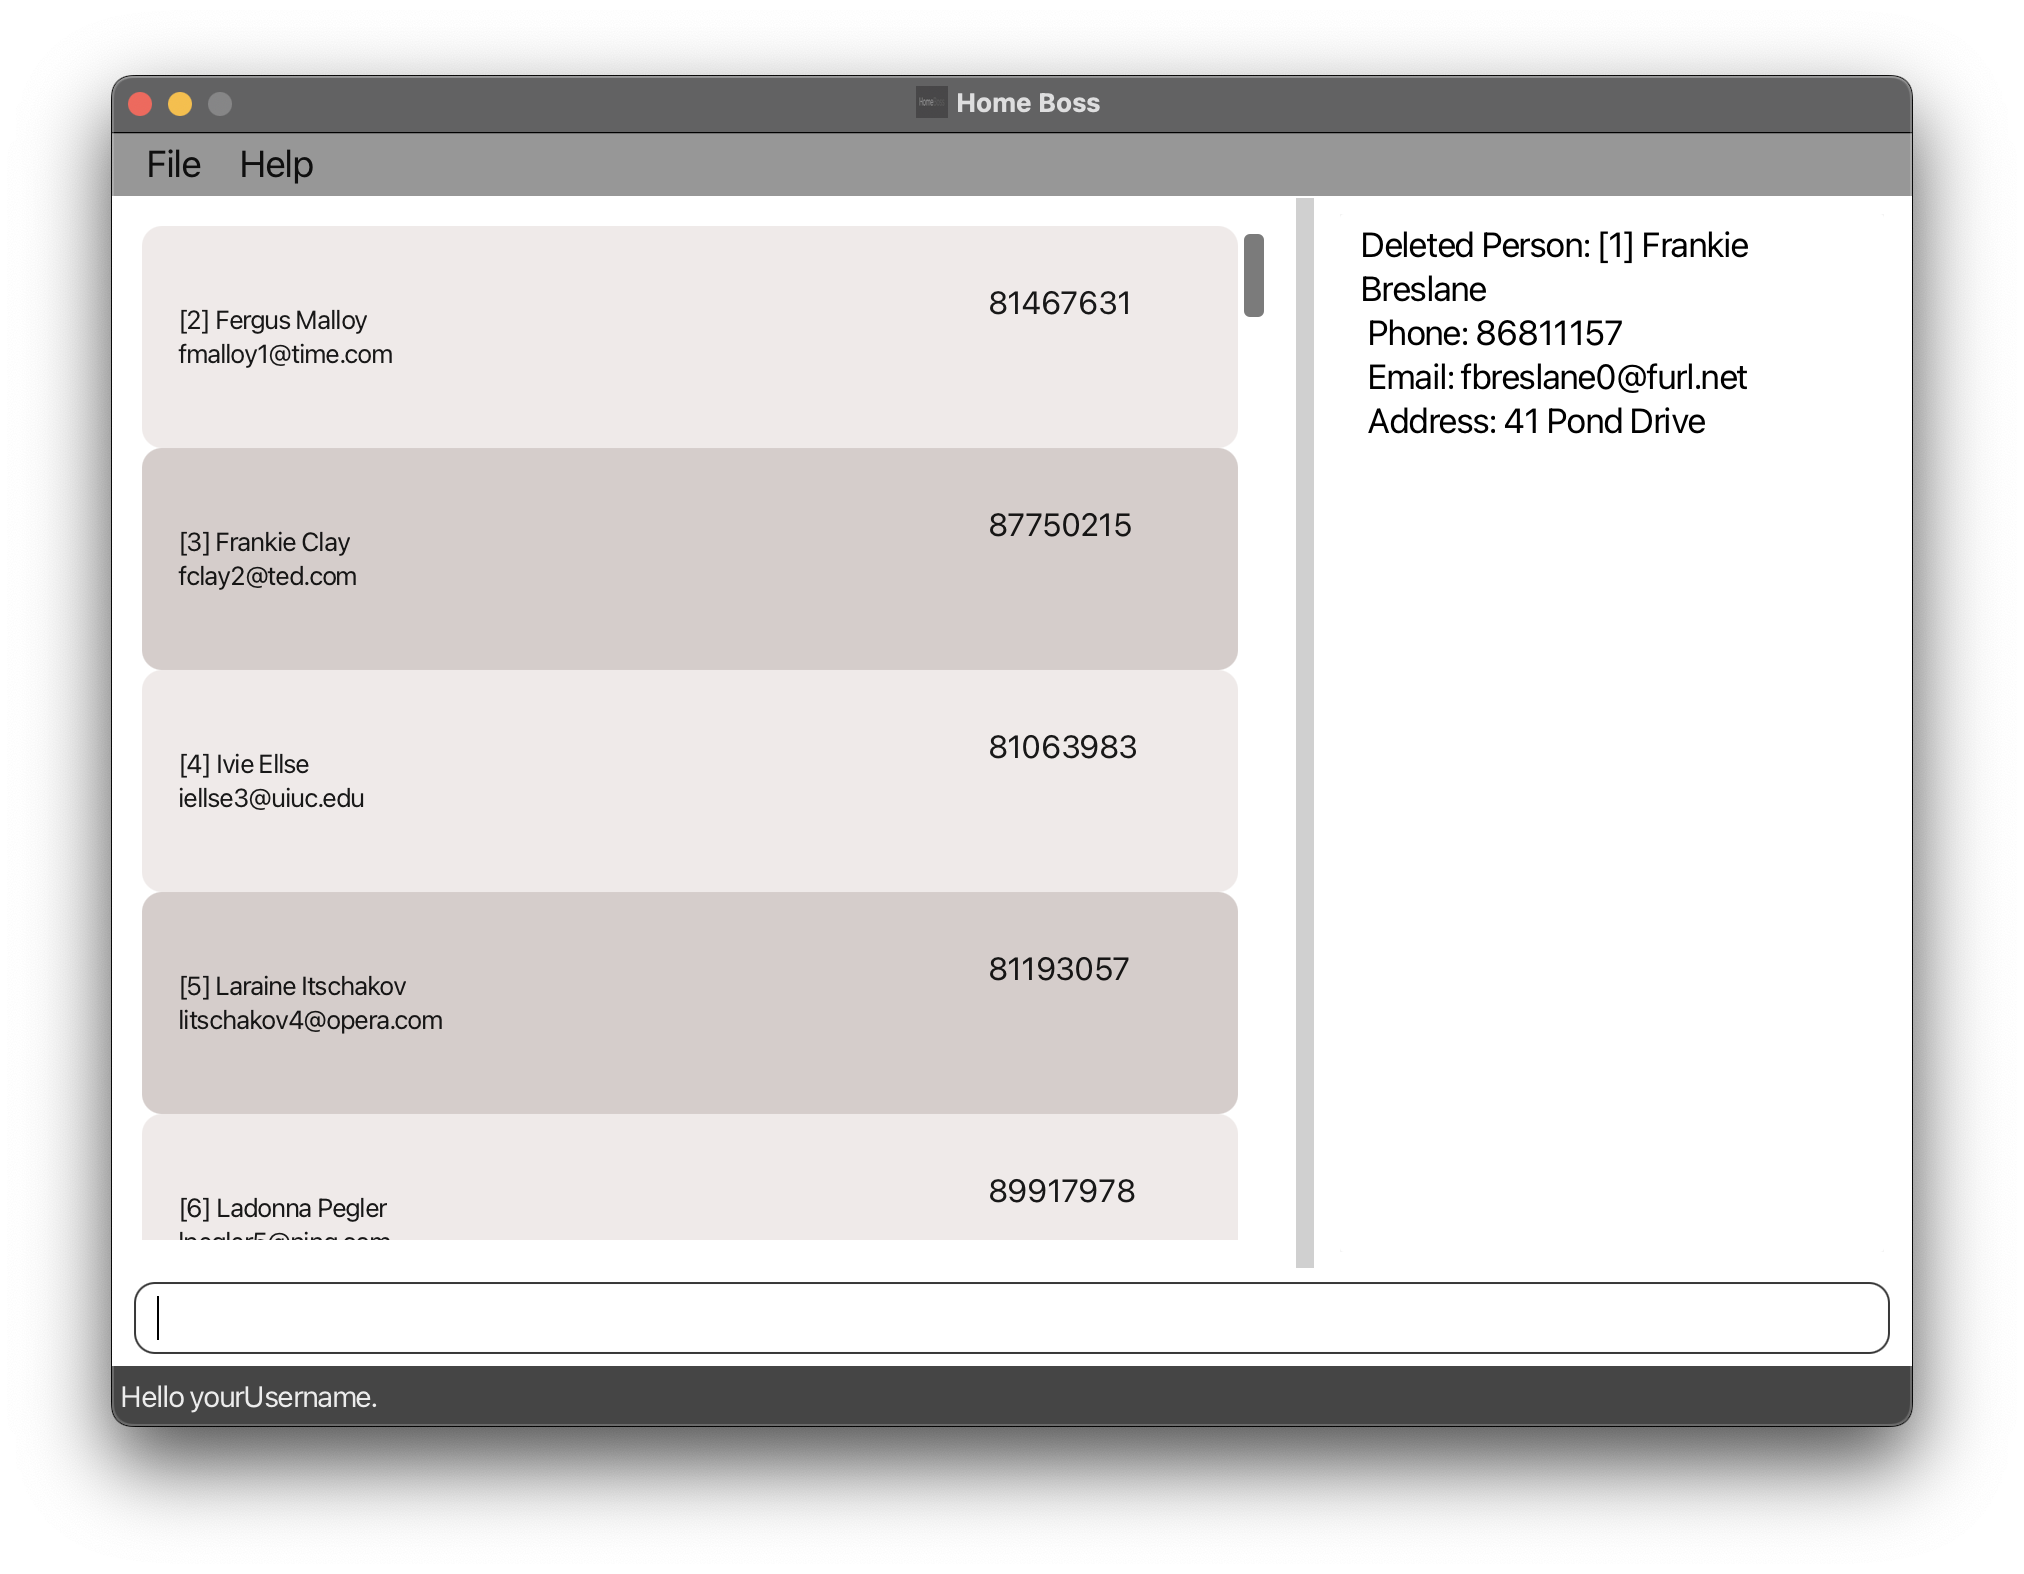 Home Boss
File Help
[2] Fergus Malloy
fmalloy1@time.com
81467631
[3] Frankie Clay
fclay2@ted.com
87750215
[4] Ivie Ellse
iellse3@uiuc.edu
81063983
[5] Laraine Itschakov
litschakov4@opera.com
81193057
[6] Ladonna Pegler
89917978
Deleted Person: [1] Frankie
Breslane
Phone: 86811157
Email: fbreslane0@furl.net
Address: 41 Pond Drive
Hello yourUsername.